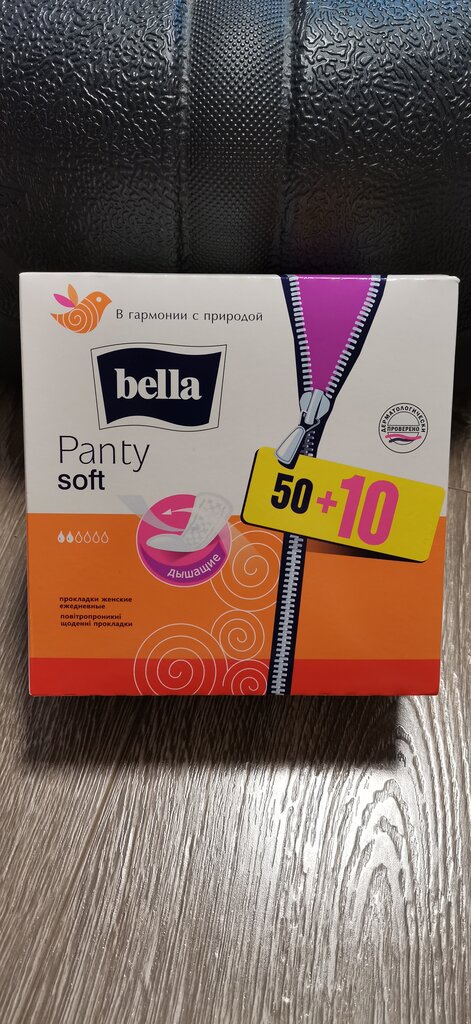 В гармонии с природой
bella
ДЕРМАТОЛОГИЧЕСКИ
ПРОВЕРЕНО
Panty
soft
50+10
дышащие
прокладки женские
ежедневные
повітропроникні
щоденні прокладки